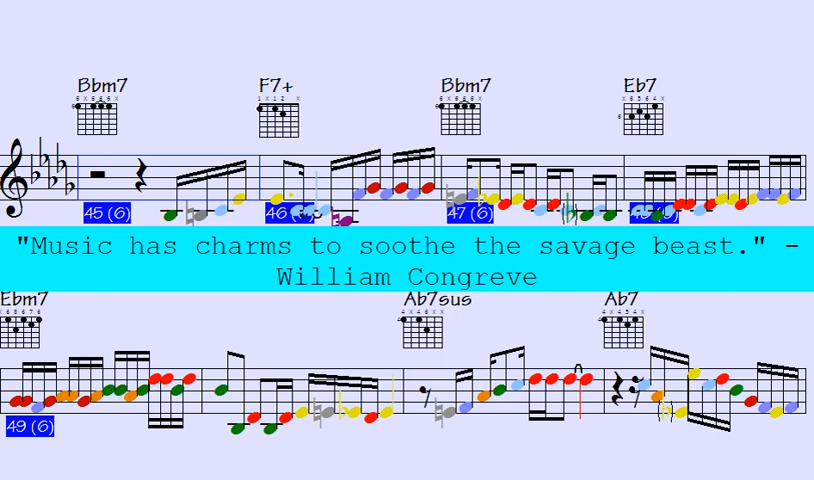 Bbm7 F7+ Bbm7 Eb7
45 (6) 46 47 (6)
"Music has charms to soothe the savage beast." -
William Congreve
Ebm7 Ab7sus Ab7
49 (6)